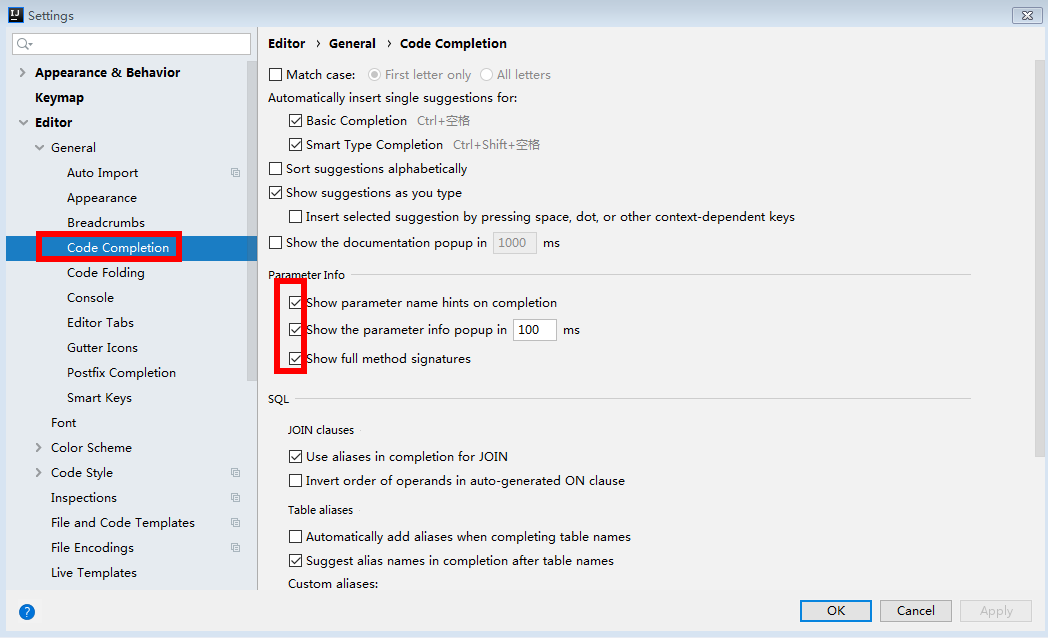 Settings
Appearance & Behavior
Keymap
Editor
General
Auto Import
Appearance
Breadcrumbs
Code Completion
Code Folding
Console
Editor Tabs
Gutter Icons
Postfix Completion
Smart Keys
Font
Color Scheme
Code Style
Inspections
File and Code Templates
File Encodings
Live Templates
Editor › General › Code Completion
Match case: First letter only All letters
Automatically insert single suggestions for:
Basic Completion Ctrl+空格
Smart Type Completion Ctrl+Shift+空格
Sort suggestions alphabetically
Show suggestions as you type
Insert selected suggestion by pressing space, dot, or other context-dependent keys
Show the documentation popup in 1000 ms
Parameter Info
Show parameter name hints on completion
Show the parameter info popup in 100 ms
Show full method signatures
SQL
JOIN clauses
Use aliases in completion for JOIN
Invert order of operands in auto-generated ON clause
Table aliases
Automatically add aliases when completing table names
Suggest alias names in completion after table names
Custom aliases:
? OK Cancel Apply